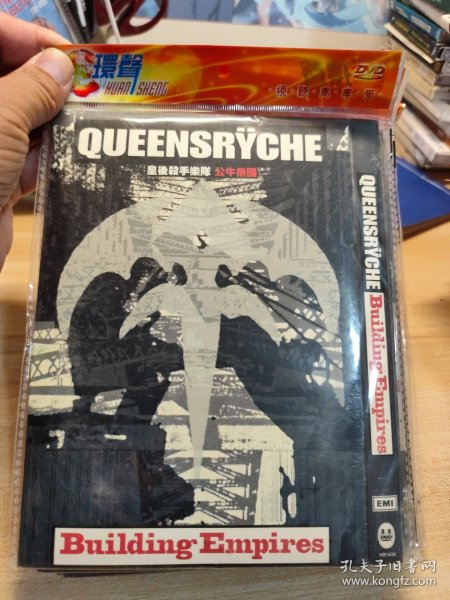 環聲
HUAN SHENG
DVD
·視·聽·高·享·受·
QUEENSRŸCHE
皇後殺手樂隊 公牛帝國
Building Empires
QUEENSRŸCHE Building Empires
EMI
DVD
孔夫子旧书网
www.kongfz.com